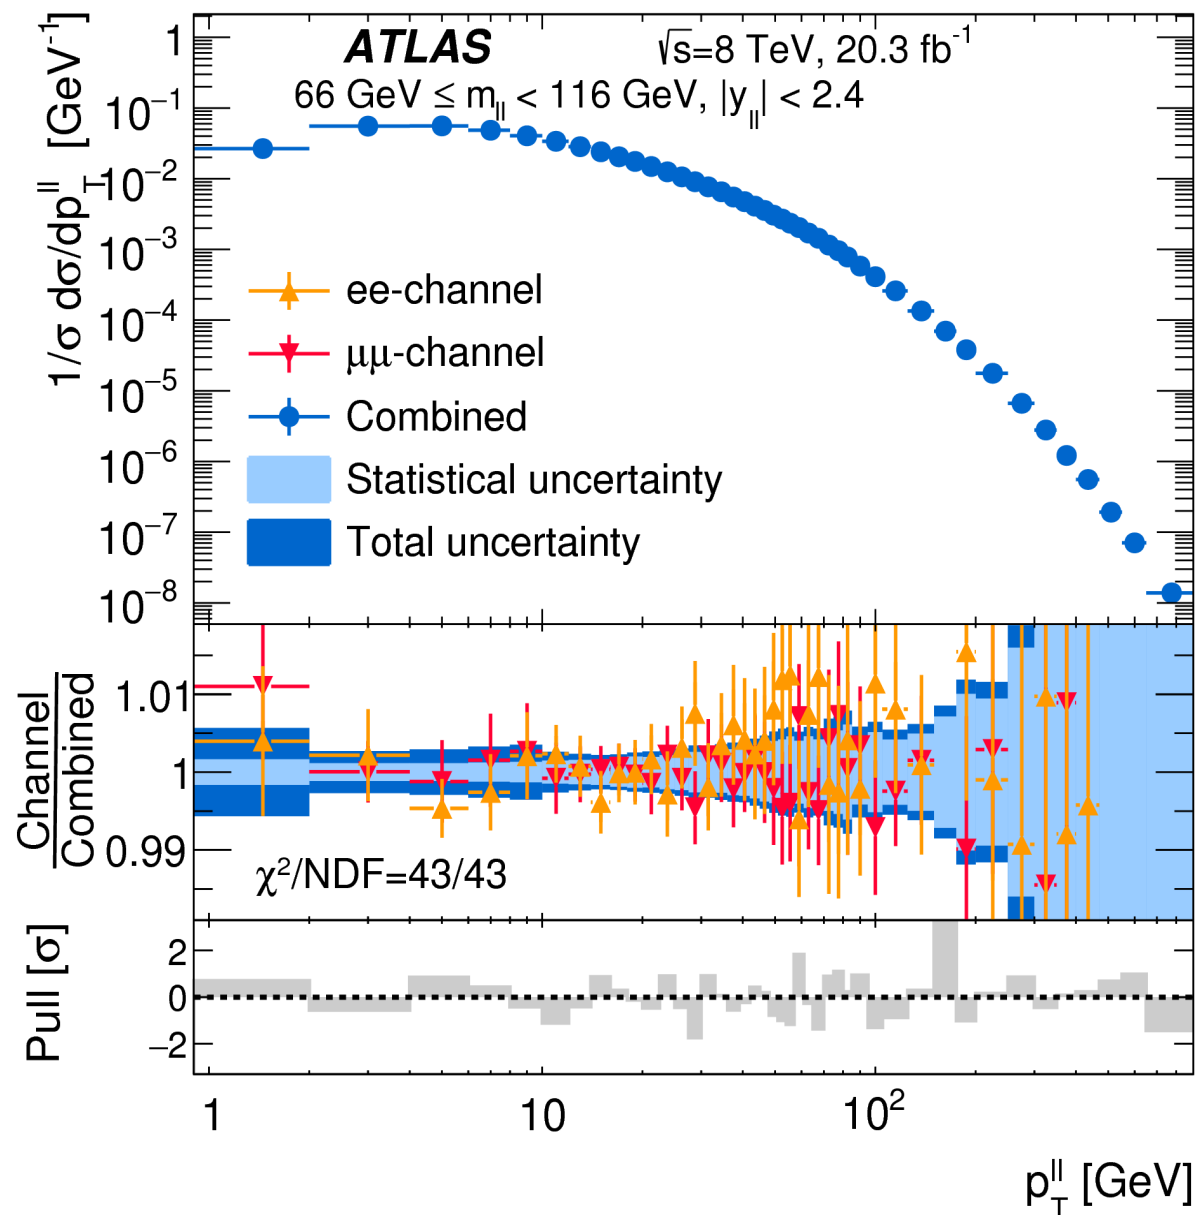 ATLAS √s=8 TeV, 20.3 fb⁻¹
66 GeV ≤ m_ll < 116 GeV, |y_ll| < 2.4
1/σ dσ/dp_T^ll [GeV⁻¹]
1
10⁻¹
10⁻²
10⁻³
10⁻⁴
10⁻⁵
10⁻⁶
10⁻⁷
10⁻⁸
ee-channel
μμ-channel
Combined
Statistical uncertainty
Total uncertainty
Channel
Combined
1.01
1
0.99
χ²/NDF=43/43
Pull [σ]
2
0
−2
1 10 10²
p_T^ll [GeV]